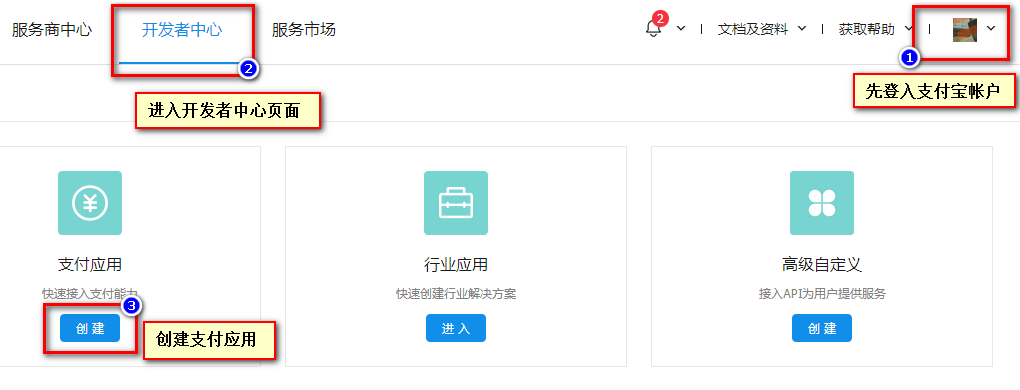 服务商中心 开发者中心 服务市场 2 文档及资料 获取帮助
2 1
进入开发者中心页面 先登入支付宝帐户
支付应用 行业应用 高级自定义
快速接入支付能力 快速创建行业解决方案 接入API为用户提供服务
3
创建 进入 创建
创建支付应用